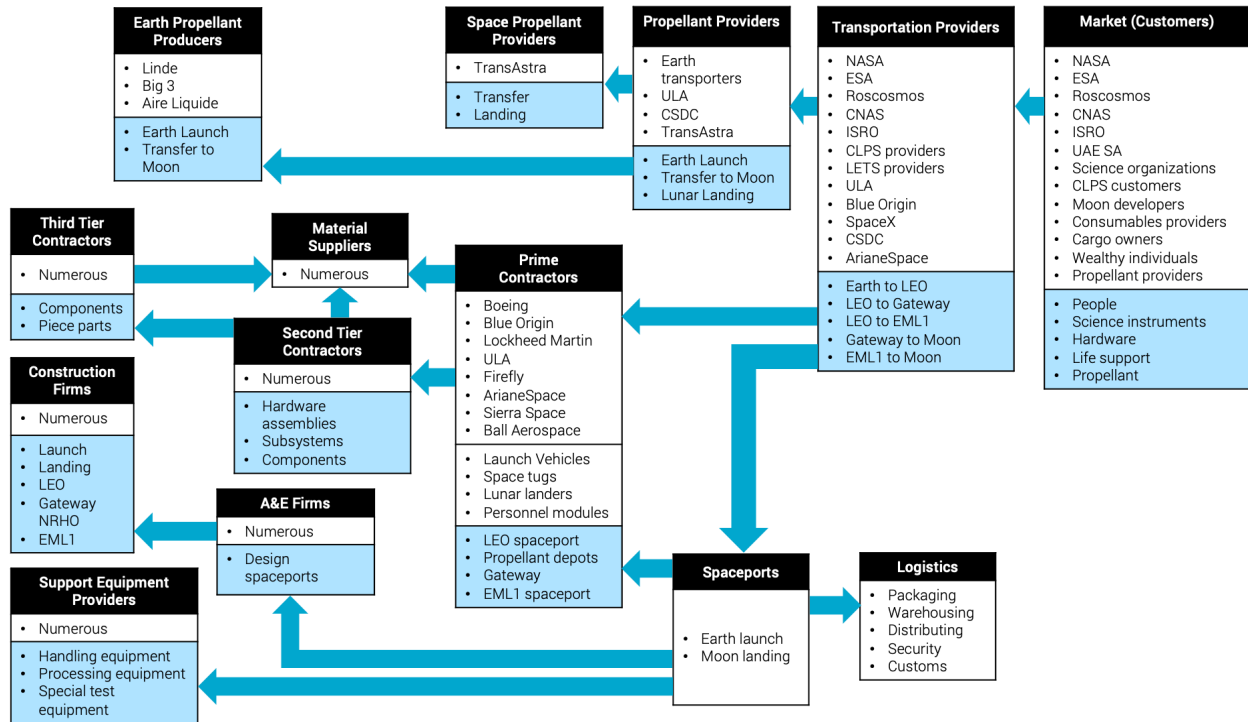 Earth Propellant
Producers
• Linde
• Big 3
• Aire Liquide
• Earth Launch
• Transfer to
Moon
Space Propellant
Providers
• TransAstra
• Transfer
• Landing
Propellant Providers
• Earth
transporters
• ULA
• CSDC
• TransAstra
• Earth Launch
• Transfer to Moon
• Lunar Landing
Transportation Providers
• NASA
• ESA
• Roscosmos
• CNAS
• ISRO
• CLPS providers
• LETS providers
• ULA
• Blue Origin
• SpaceX
• CSDC
• ArianeSpace
• Earth to LEO
• LEO to Gateway
• LEO to EML1
• Gateway to Moon
• EML1 to Moon
Market (Customers)
• NASA
• ESA
• Roscosmos
• CNAS
• ISRO
• UAE SA
• Science organizations
• CLPS customers
• Moon developers
• Consumables providers
• Cargo owners
• Wealthy individuals
• Propellant providers
• People
• Science instruments
• Hardware
• Life support
• Propellant
Third Tier
Contractors
• Numerous
• Components
• Piece parts
Material
Suppliers
• Numerous
Prime
Contractors
• Boeing
• Blue Origin
• Lockheed Martin
• ULA
• Firefly
• ArianeSpace
• Sierra Space
• Ball Aerospace
• Launch Vehicles
• Space tugs
• Lunar landers
• Personnel modules
• LEO spaceport
• Propellant depots
• Gateway
• EML1 spaceport
Second Tier
Contractors
• Numerous
• Hardware
assemblies
• Subsystems
• Components
Construction
Firms
• Numerous
• Launch
• Landing
• LEO
• Gateway
NRHO
• EML1
A&E Firms
• Numerous
• Design
spaceports
Support Equipment
Providers
• Numerous
• Handling equipment
• Processing equipment
• Special test
equipment
Spaceports
• Earth launch
• Moon landing
Logistics
• Packaging
• Warehousing
• Distributing
• Security
• Customs